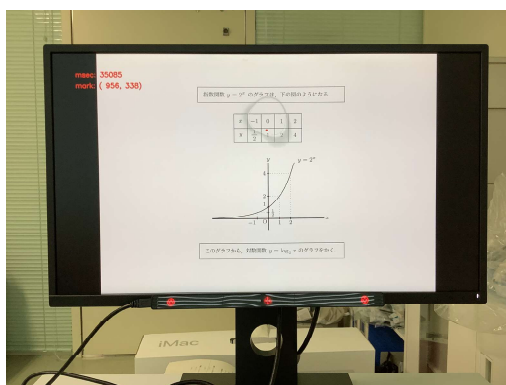 msec: 35085
mark: ( 956, 338)
指数関数 y = 2ˣ のグラフは、下の図のようになる
x −1 0 1 2
y 1/2 1 2 4
y
y = 2ˣ
4
2
1
1/2
−1 0 1 2 x
このグラフから、対数関数 y = log₂ x のグラフをかく
iMac